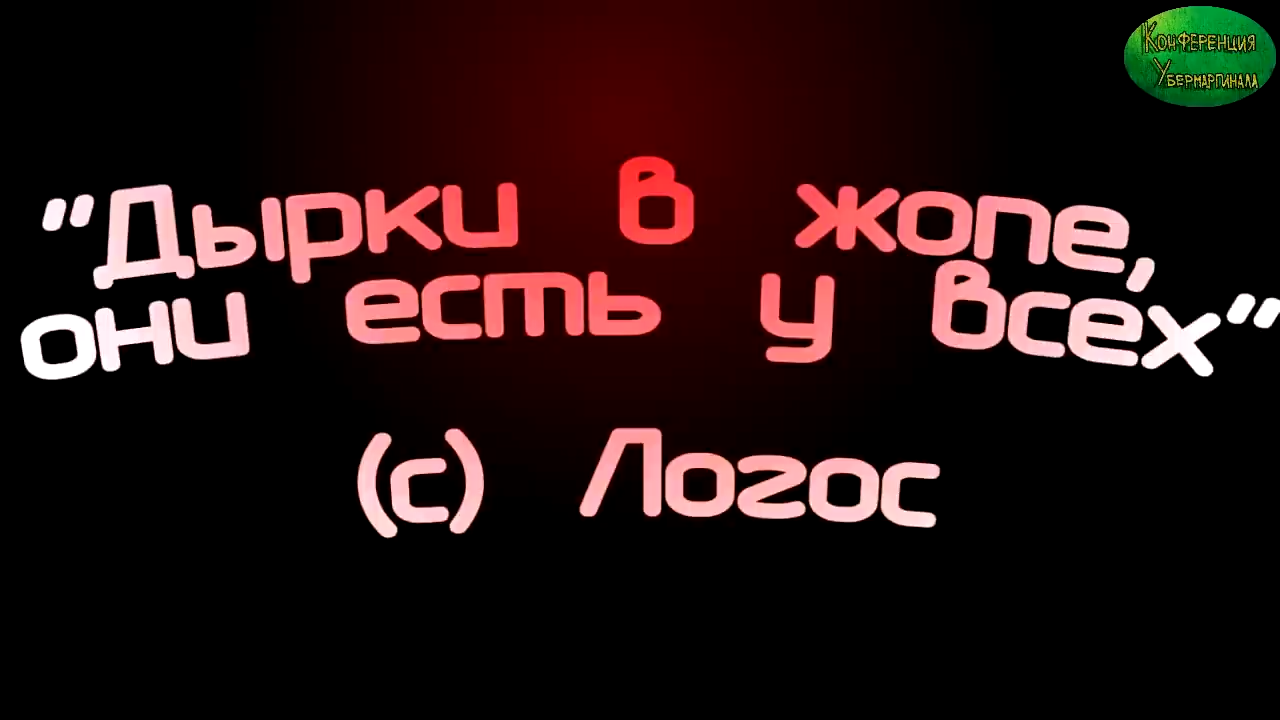 Конференция
Убермаргинала
"Дырки в жопе,
они есть у всех"
(с) Логос